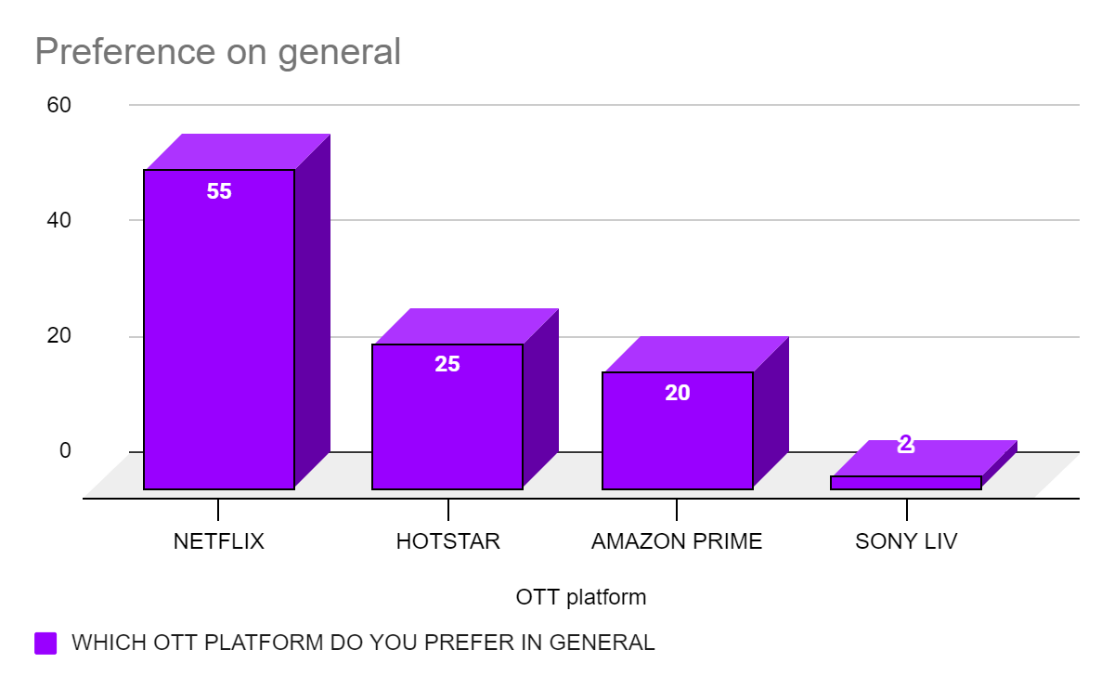 Preference on general
60
40
20
0
55
25
20
2
NETFLIX HOTSTAR AMAZON PRIME SONY LIV
OTT platform
WHICH OTT PLATFORM DO YOU PREFER IN GENERAL